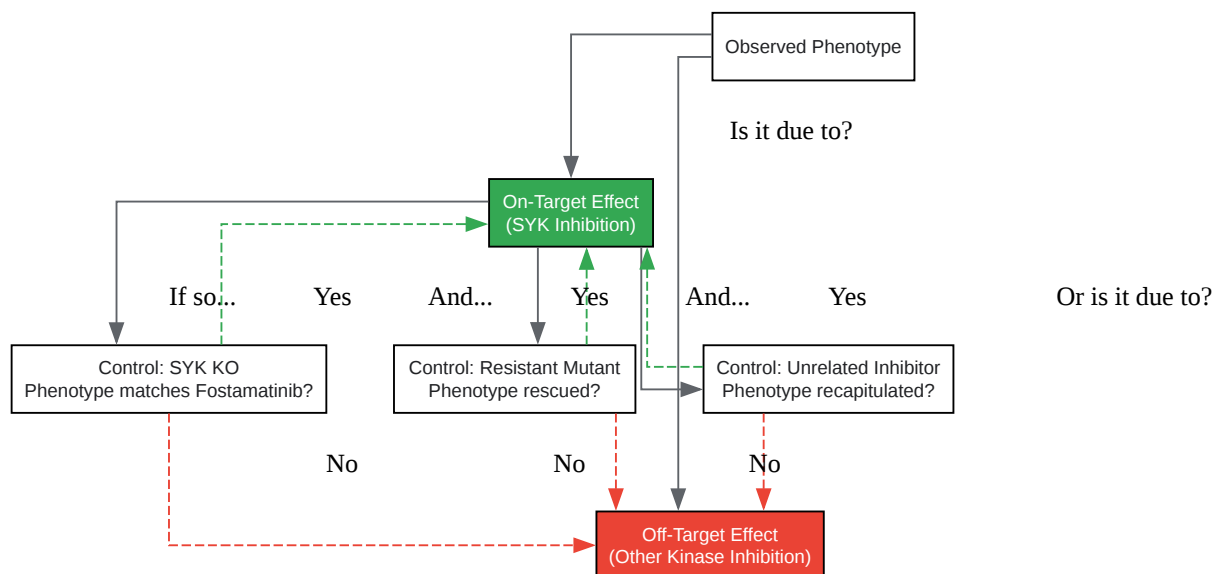 Observed Phenotype
Is it due to?
On-Target Effect
(SYK Inhibition)
If so...
Yes
And...
Yes
And...
Yes
Or is it due to?
Control: SYK KO
Phenotype matches Fostamatinib?
Control: Resistant Mutant
Phenotype rescued?
Control: Unrelated Inhibitor
Phenotype recapitulated?
No
No
No
Off-Target Effect
(Other Kinase Inhibition)